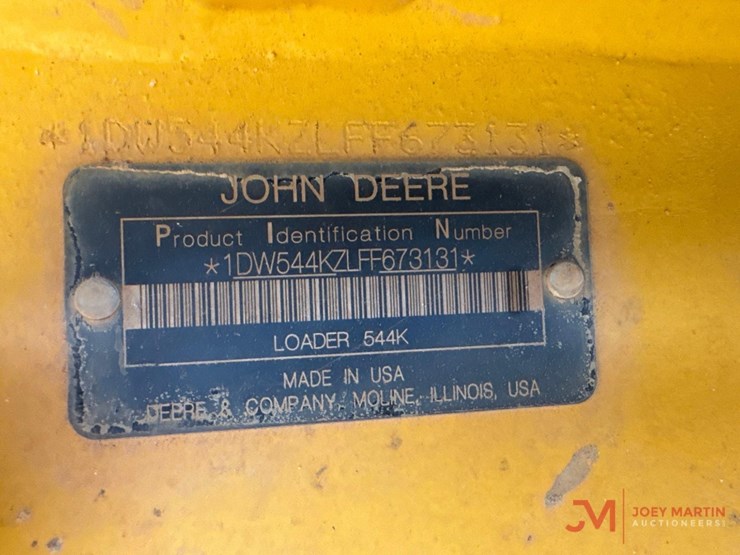 *1DW544KZLFF673131*
JOHN DEERE
Product Identification Number
*1DW544KZLFF673131*
LOADER 544K
MADE IN USA
DEERE & COMPANY, MOLINE, ILLINOIS, USA
JM JOEY MARTIN
AUCTIONEERS!